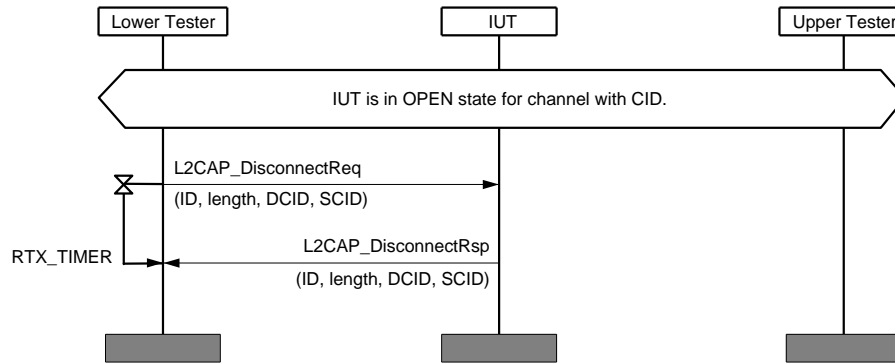 Lower Tester
IUT
Upper Tester
IUT is in OPEN state for channel with CID.
L2CAP_DisconnectReq
(ID, length, DCID, SCID)
L2CAP_DisconnectRsp
RTX_TIMER
(ID, length, DCID, SCID)